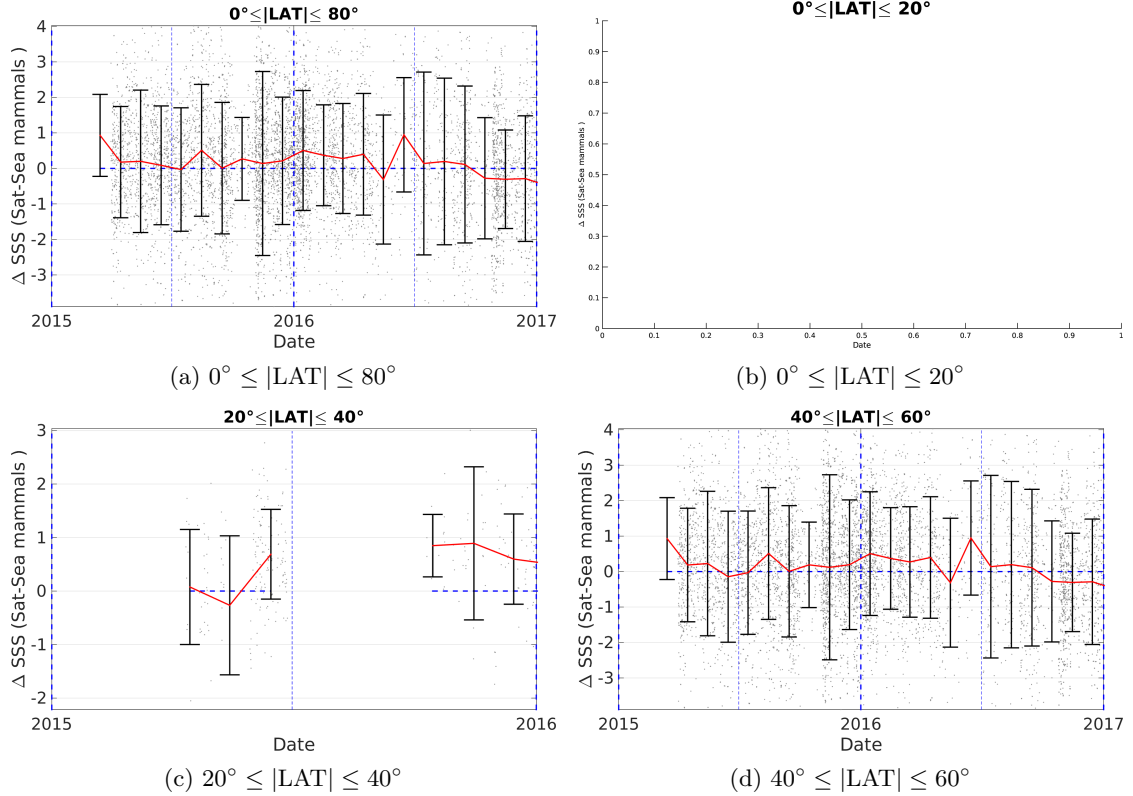 0°≤|LAT|≤ 80°
4
3
2
1
0
-1
-2
-3
Δ SSS (Sat-Sea mammals )
2015
2016
2017
Date
(a) 0° ≤ |LAT| ≤ 80°
0°≤|LAT|≤ 20°
1
0.9
0.8
0.7
0.6
0.5
0.4
0.3
0.2
0.1
0
Δ SSS (Sat-Sea mammals )
0 0.1 0.2 0.3 0.4 0.5 0.6 0.7 0.8 0.9 1
Date
(b) 0° ≤ |LAT| ≤ 20°
20°≤|LAT|≤ 40°
3
2
1
0
-1
-2
Δ SSS (Sat-Sea mammals )
2015
2016
Date
(c) 20° ≤ |LAT| ≤ 40°
40°≤|LAT|≤ 60°
4
3
2
1
0
-1
-2
-3
Δ SSS (Sat-Sea mammals )
2015
2016
2017
Date
(d) 40° ≤ |LAT| ≤ 60°